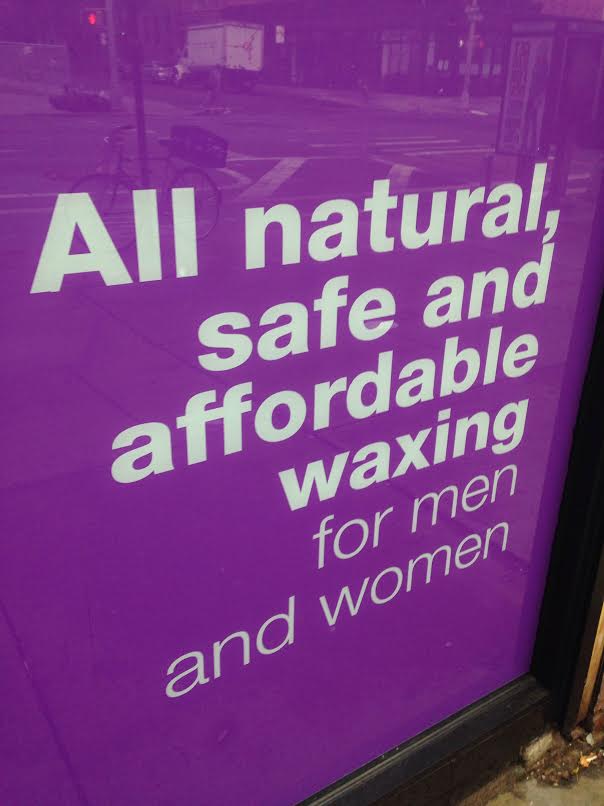 All natural,
safe and
affordable
waxing
for men
and women